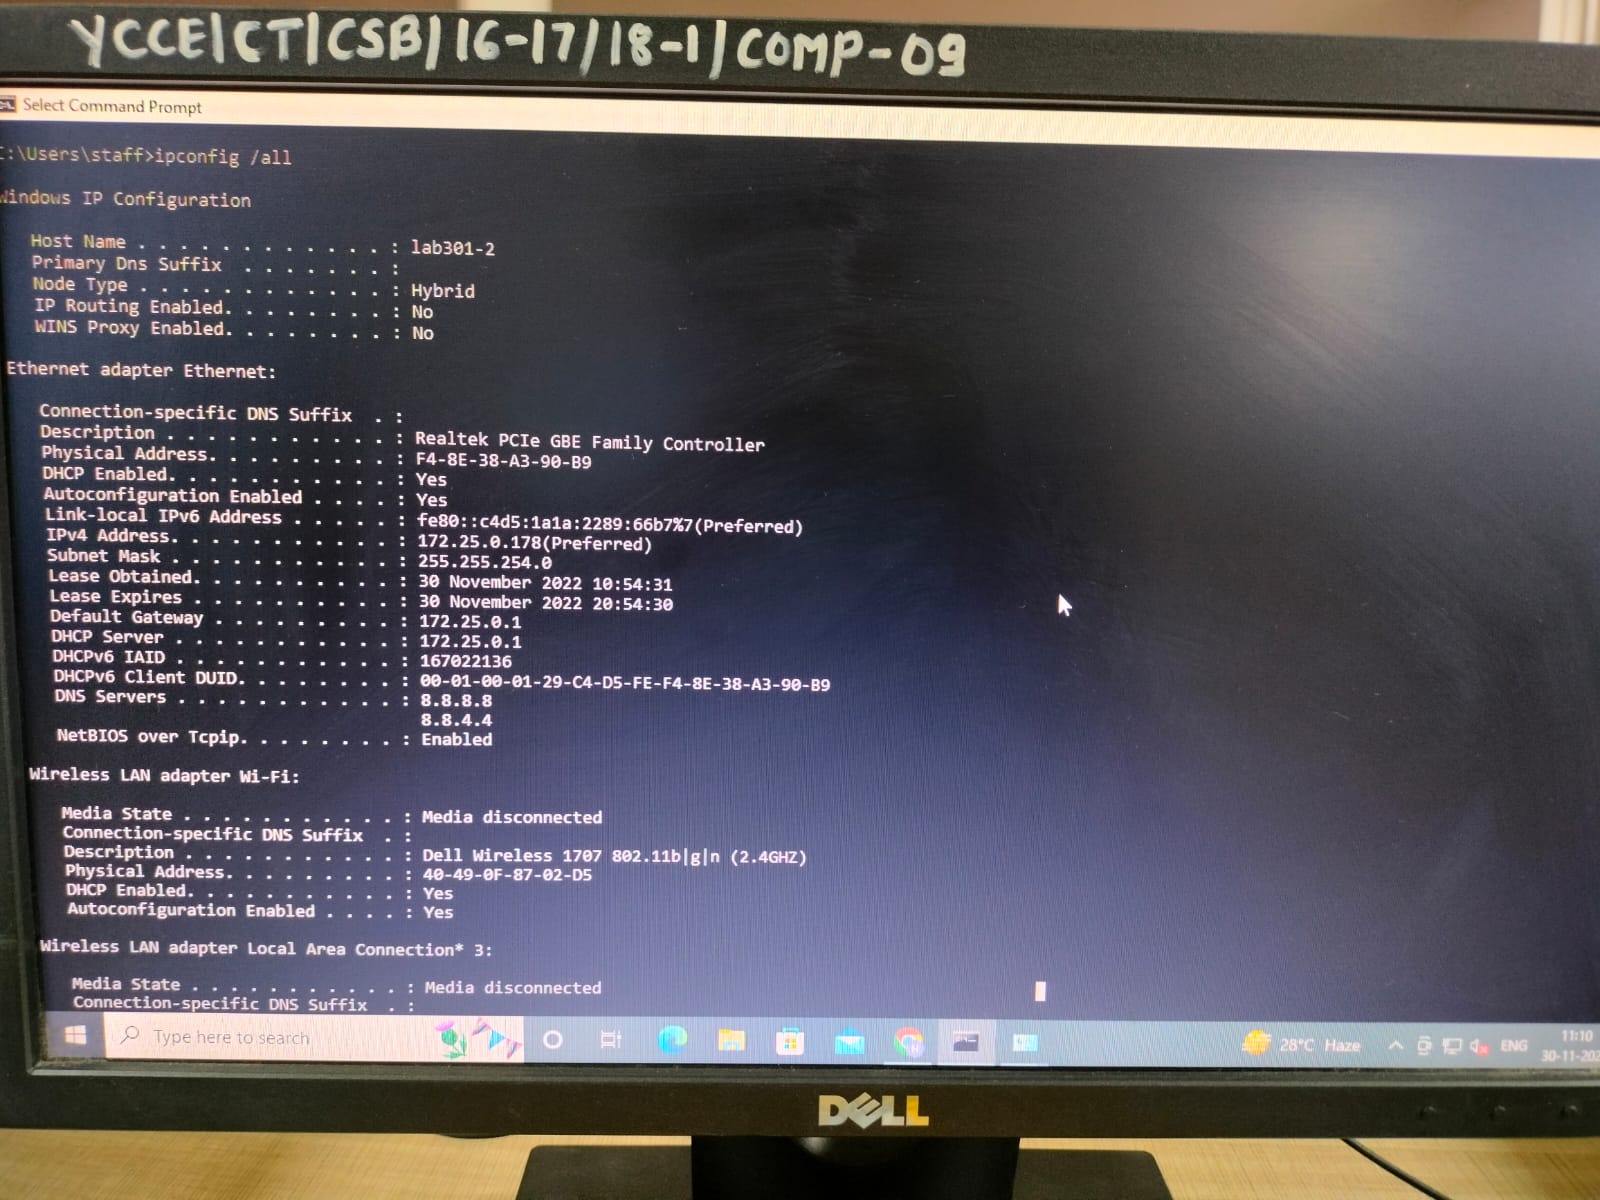 YCCE|CT|CSB|16-17/18-1/COMP-09
Select Command Prompt
:\Users\staff>ipconfig /all
Windows IP Configuration
Host Name . . . . . . . . . . . . : lab301-2
Primary Dns Suffix . . . . . . . :
Node Type . . . . . . . . . . . . : Hybrid
IP Routing Enabled. . . . . . . . : No
WINS Proxy Enabled. . . . . . . . : No
Ethernet adapter Ethernet:
Connection-specific DNS Suffix . :
Description . . . . . . . . . . . : Realtek PCIe GBE Family Controller
Physical Address. . . . . . . . . : F4-8E-38-A3-90-B9
DHCP Enabled. . . . . . . . . . . : Yes
Autoconfiguration Enabled . . . . : Yes
Link-local IPv6 Address . . . . . : fe80::c4d5:1a1a:2289:66b7%7(Preferred)
IPv4 Address. . . . . . . . . . . : 172.25.0.178(Preferred)
Subnet Mask . . . . . . . . . . . : 255.255.254.0
Lease Obtained. . . . . . . . . . : 30 November 2022 10:54:31
Lease Expires . . . . . . . . . . : 30 November 2022 20:54:30
Default Gateway . . . . . . . . . : 172.25.0.1
DHCP Server . . . . . . . . . . . : 172.25.0.1
DHCPv6 IAID . . . . . . . . . . . : 167022136
DHCPv6 Client DUID. . . . . . . . : 00-01-00-01-29-C4-D5-FE-F4-8E-38-A3-90-B9
DNS Servers . . . . . . . . . . . : 8.8.8.8
8.8.4.4
NetBIOS over Tcpip. . . . . . . . : Enabled
Wireless LAN adapter Wi-Fi:
Media State . . . . . . . . . . . : Media disconnected
Connection-specific DNS Suffix . :
Description . . . . . . . . . . . : Dell Wireless 1707 802.11b|g|n (2.4GHZ)
Physical Address. . . . . . . . . : 40-49-0F-87-02-D5
DHCP Enabled. . . . . . . . . . . : Yes
Autoconfiguration Enabled . . . . : Yes
Wireless LAN adapter Local Area Connection* 3:
Media State . . . . . . . . . . . : Media disconnected
Connection-specific DNS Suffix . :
Type here to search
28°C Haze
ENG
11:10
30-11-202
DELL